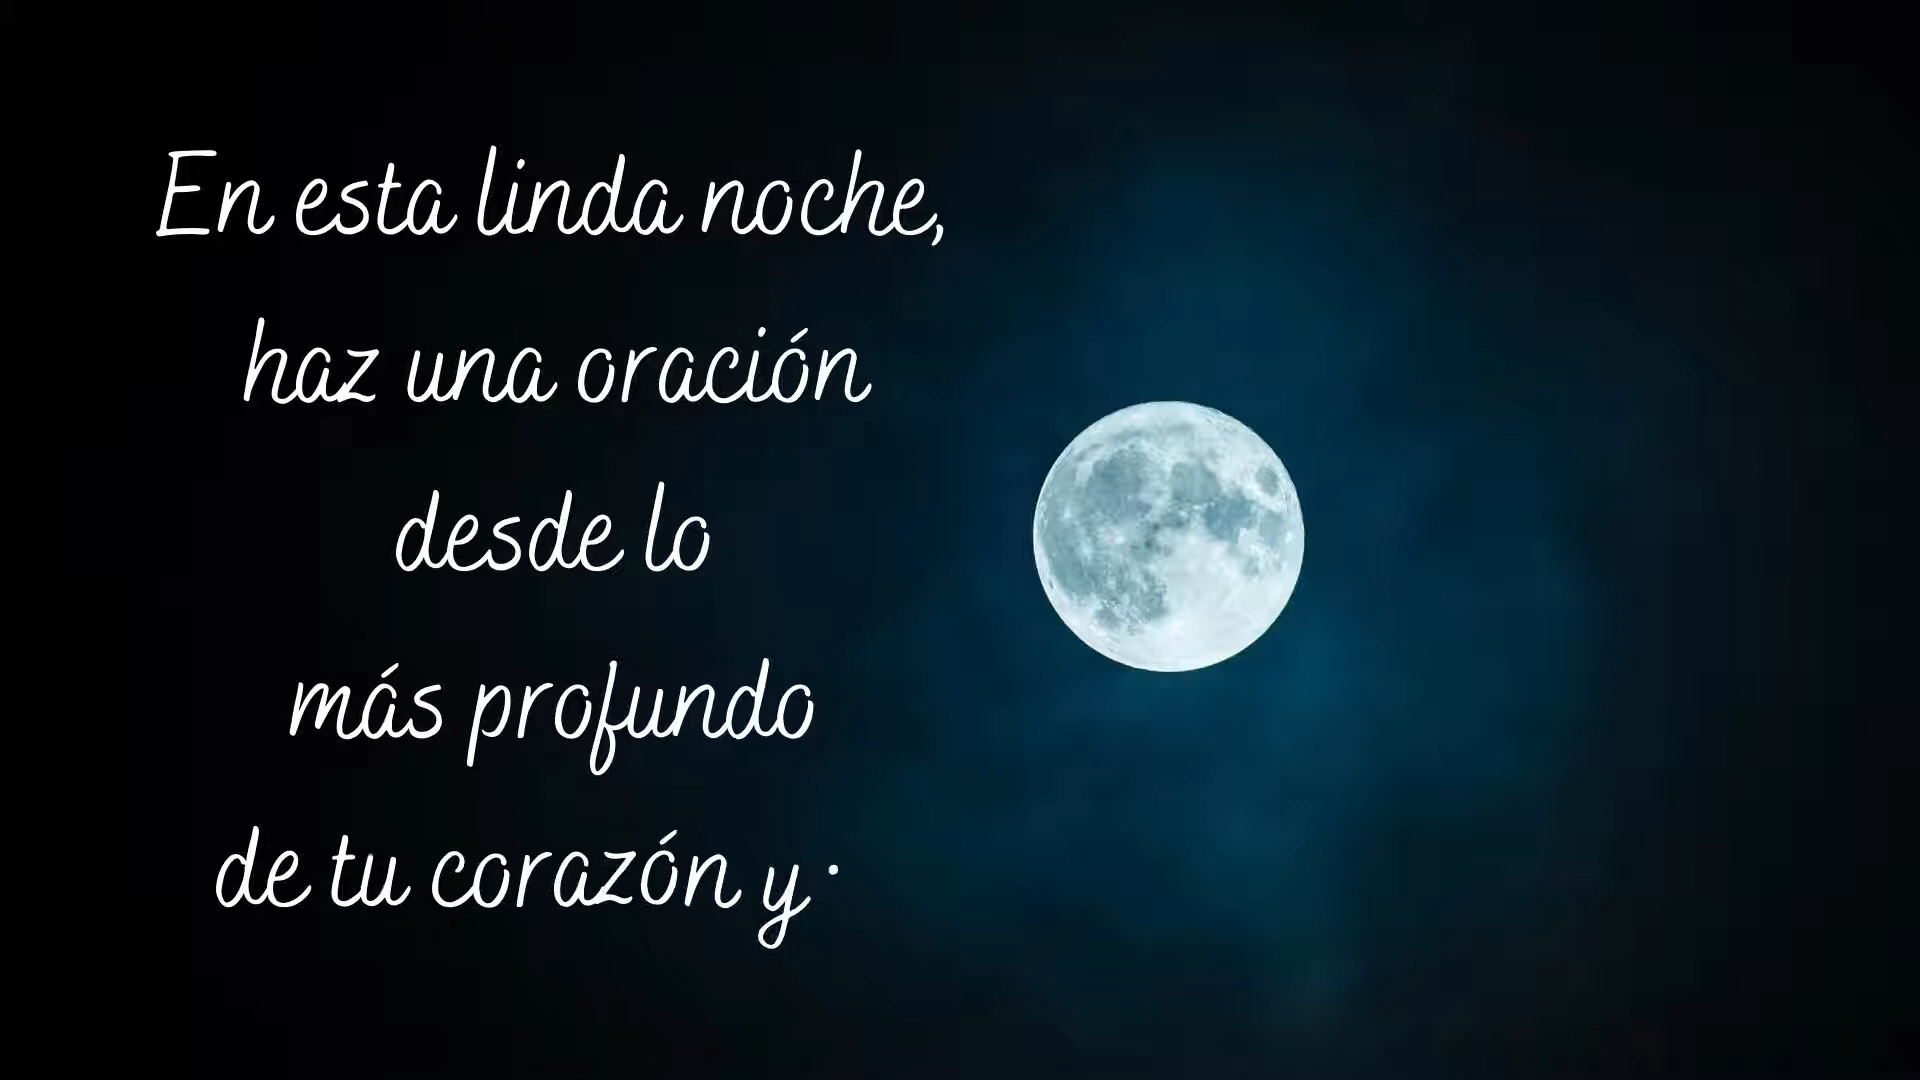 En esta linda noche,
haz una oración
desde lo
más profundo
de tu corazón y ·